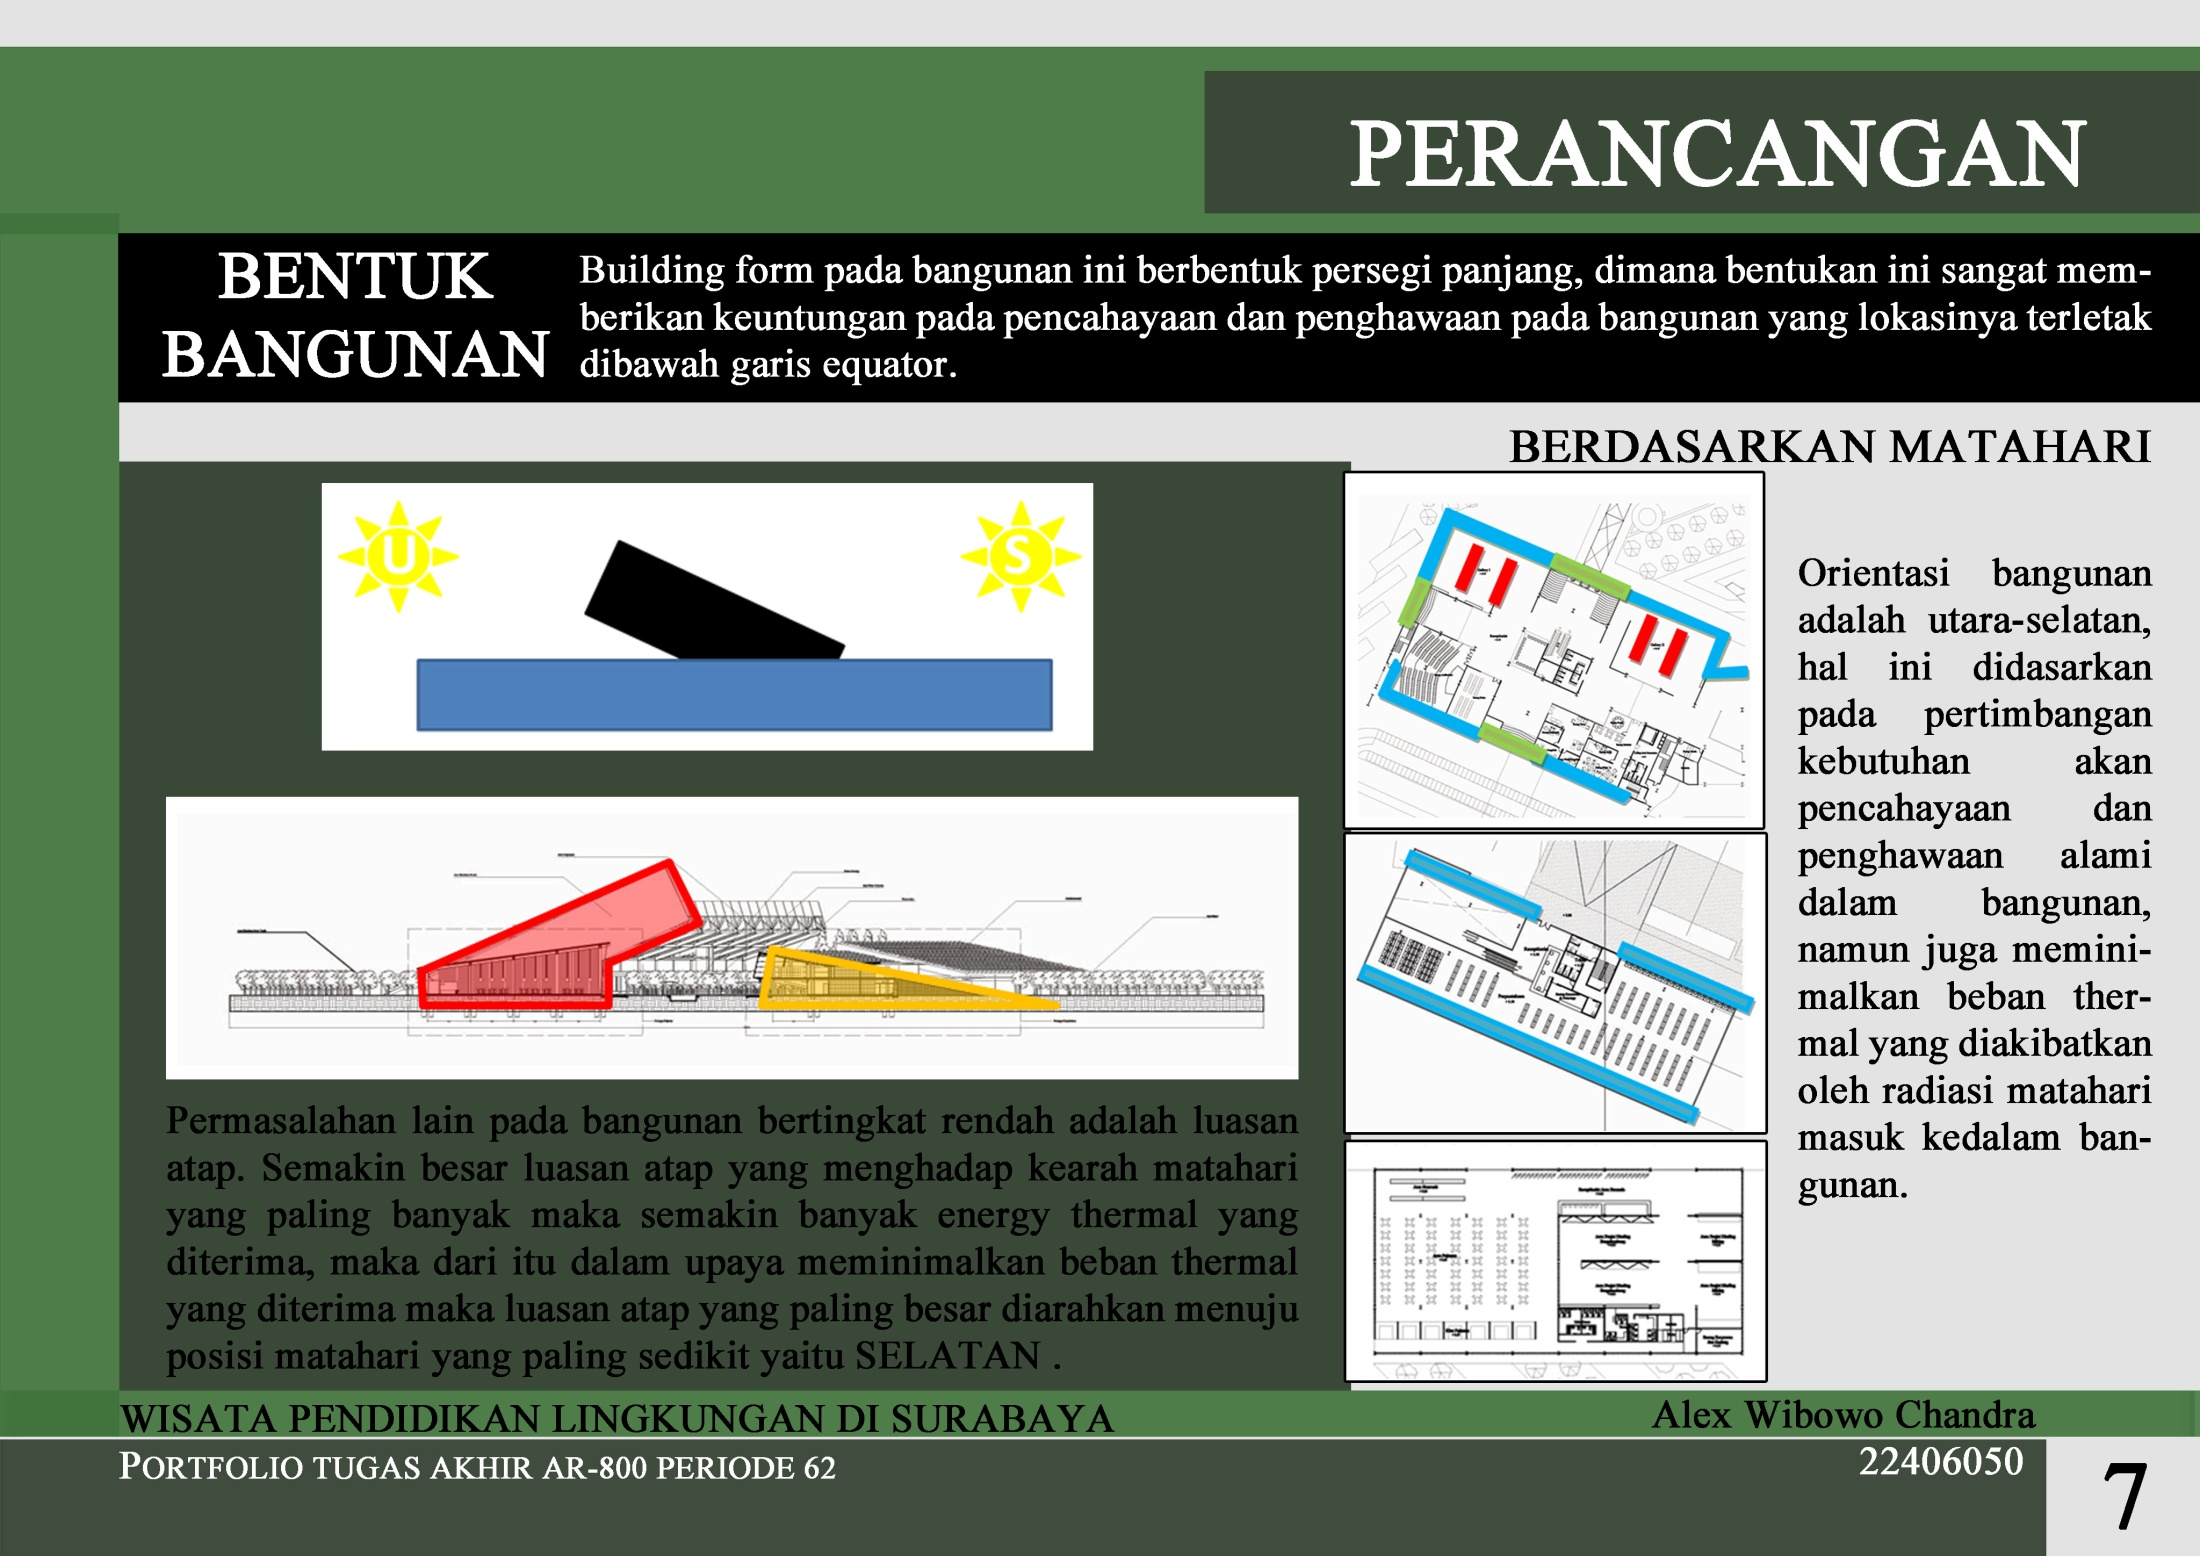 PERANCANGAN
BENTUK
BANGUNAN
Building form pada bangunan ini berbentuk persegi panjang, dimana bentukan ini sangat mem-
berikan keuntungan pada pencahayaan dan penghawaan pada bangunan yang lokasinya terletak
dibawah garis equator.
BERDASARKAN MATAHARI
U
S
Orientasi bangunan
adalah utara-selatan,
hal ini didasarkan
pada pertimbangan
kebutuhan akan
pencahayaan dan
penghawaan alami
dalam bangunan,
namun juga memini-
malkan beban ther-
mal yang diakibatkan
oleh radiasi matahari
masuk kedalam ban-
gunan.
Permasalahan lain pada bangunan bertingkat rendah adalah luasan
atap. Semakin besar luasan atap yang menghadap kearah matahari
yang paling banyak maka semakin banyak energy thermal yang
diterima, maka dari itu dalam upaya meminimalkan beban thermal
yang diterima maka luasan atap yang paling besar diarahkan menuju
posisi matahari yang paling sedikit yaitu SELATAN .
WISATA PENDIDIKAN LINGKUNGAN DI SURABAYA
Alex Wibowo Chandra
PORTFOLIO TUGAS AKHIR AR-800 PERIODE 62
22406050
7